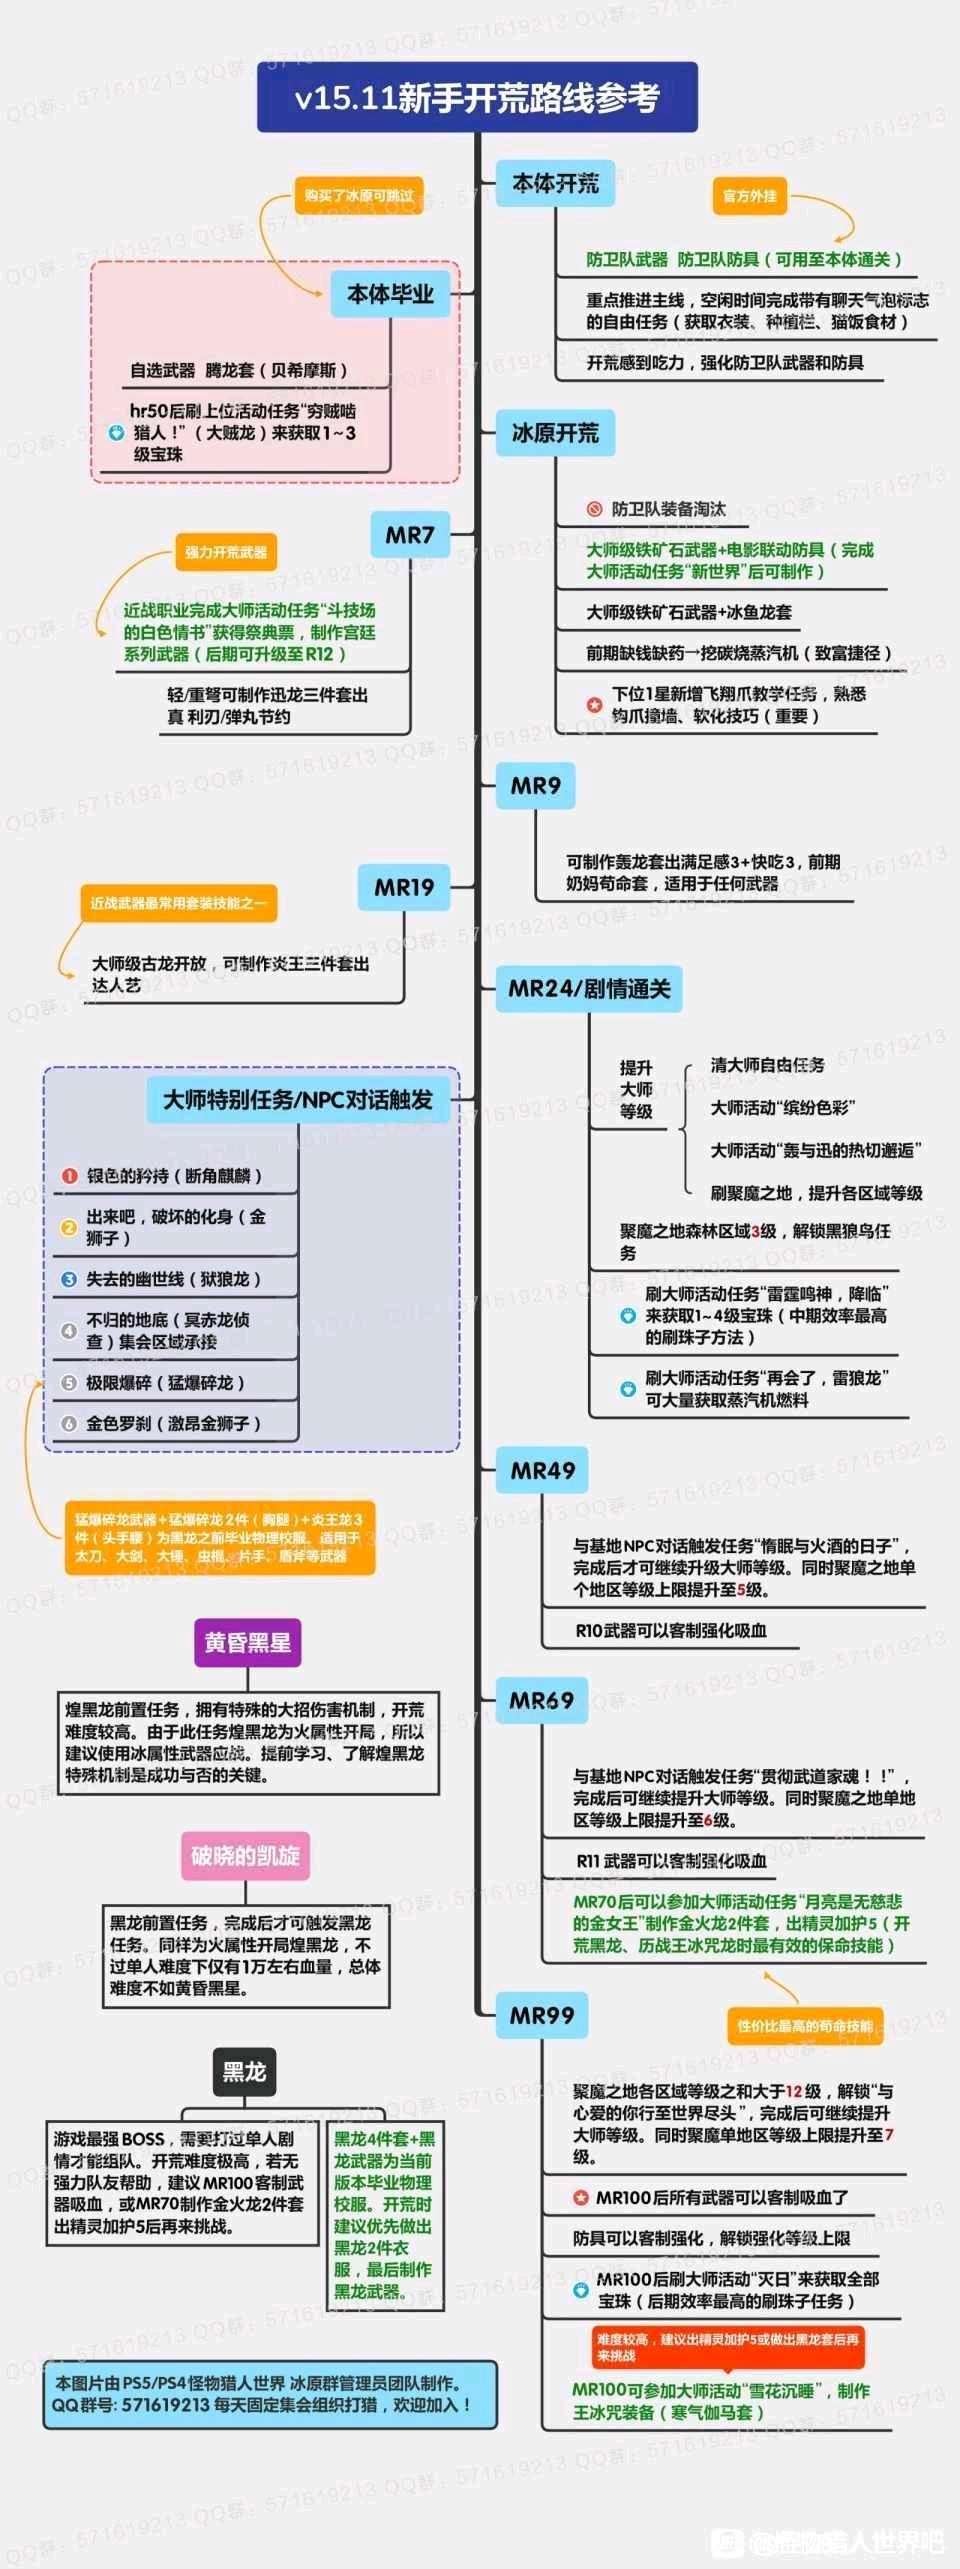 v15.11新手开荒路线参考
本体开荒
官方外挂
防卫队武器 防卫队防具（可用至本体通关）
重点推进主线，空闲时间完成带有聊天气泡标志
的自由任务（获取衣装、种植栏、猫饭食材）
开荒感到吃力，强化防卫队武器和防具
购买了冰原可跳过
本体毕业
自选武器 腾龙套（贝希摩斯）
hr50后刷上位活动任务“穷贼啃
猎人！”（大贼龙）来获取1~3
级宝珠
冰原开荒
防卫队装备淘汰
大师级铁矿石武器+电影联动防具（完成
大师活动任务“新世界”后可制作）
大师级铁矿石武器+冰鱼龙套
前期缺钱缺药→挖碳烧蒸汽机（致富捷径）
下位1星新增飞翔爪教学任务，熟悉
钩爪撞墙、软化技巧（重要）
MR7
强力开荒武器
近战职业完成大师活动任务“斗技场
的白色情书”获得祭典票，制作宫廷
系列武器（后期可升级至R12）
轻/重弩可制作迅龙三件套出
真 利刃/弹丸节约
MR9
可制作轰龙套出满足感3+快吃3，前期
奶妈苟命套，适用于任何武器
MR19
近战武器最常用套装技能之一
大师级古龙开放，可制作炎王三件套出
达人艺
MR24/剧情通关
提升
大师
等级
清大师自由任务
大师活动“缤纷色彩”
大师活动“轰与迅的热切邂逅”
刷聚魔之地，提升各区域等级
聚魔之地森林区域3级，解锁黑狼鸟任
务
刷大师活动任务“雷霆鸣神，降临”
来获取1~4级宝珠（中期效率最高
的刷珠子方法）
刷大师活动任务“再会了，雷狼龙”
可大量获取蒸汽机燃料
大师特别任务/NPC对话触发
1 银色的矜持（断角麒麟）
2 出来吧，破坏的化身（金
狮子）
3 失去的幽世线（狱狼龙）
4 不归的地底（冥赤龙侦
查）集会区域承接
5 极限爆碎（猛爆碎龙）
6 金色罗刹（激昂金狮子）
猛爆碎龙武器+猛爆碎龙2件（胸腿）+炎王龙3
件（头手腰）为黑龙之前毕业物理校服。适用于
太刀、大剑、大锤、虫棍、片手、盾斧等武器
MR49
与基地NPC对话触发任务“惰眠与火酒的日子”，
完成后才可继续升级大师等级。同时聚魔之地单
个地区等级上限提升至5级。
R10武器可以客制强化吸血
MR69
与基地NPC对话触发任务“贯彻武道家魂！！”，
完成后可继续提升大师等级。同时聚魔之地单地
区等级上限提升至6级。
R11 武器可以客制强化吸血
MR70后可以参加大师活动任务“月亮是无慈悲
的金女王”制作金火龙2件套，出精灵加护5（开
荒黑龙、历战王冰咒龙时最有效的保命技能）
性价比最高的苟命技能
MR99
聚魔之地各区域等级之和大于12级，解锁“与
心爱的你行至世界尽头”，完成后可继续提升
大师等级。同时聚魔单地区等级上限提升至7
级。
MR100后所有武器可以客制吸血了
防具可以客制强化，解锁强化等级上限
MR100后刷大师活动“灭日”来获取全部
宝珠（后期效率最高的刷珠子任务）
难度较高，建议出精灵加护5或做出黑龙套后再
来挑战
MR100可参加大师活动“雪花沉睡”，制作
王冰咒装备（寒气伽马套）
黄昏黑星
煌黑龙前置任务，拥有特殊的大招伤害机制，开荒
难度较高。由于此任务煌黑龙为火属性开局，所以
建议使用冰属性武器应战。提前学习、了解煌黑龙
特殊机制是成功与否的关键。
破晓的凯旋
黑龙前置任务，完成后才可触发黑龙
任务。同样为火属性开局煌黑龙，不
过单人难度下仅有1万左右血量，总体
难度不如黄昏黑星。
黑龙
游戏最强BOSS，需要打过单人剧
情才能组队。开荒难度极高，若无
强力队友帮助，建议MR100客制武
器吸血，或MR70制作金火龙2件套
出精灵加护5后再来挑战。
黑龙4件套+黑
龙武器为当前
版本毕业物理
校服。开荒时
建议优先做出
黑龙2件衣
服，最后制作
黑龙武器。
本图片由PS5/PS4怪物猎人世界 冰原群管理员团队制作。
QQ群号: 571619213 每天固定集会组织打猎，欢迎加入！
QQ群：571619213
@怪物猎人世界吧